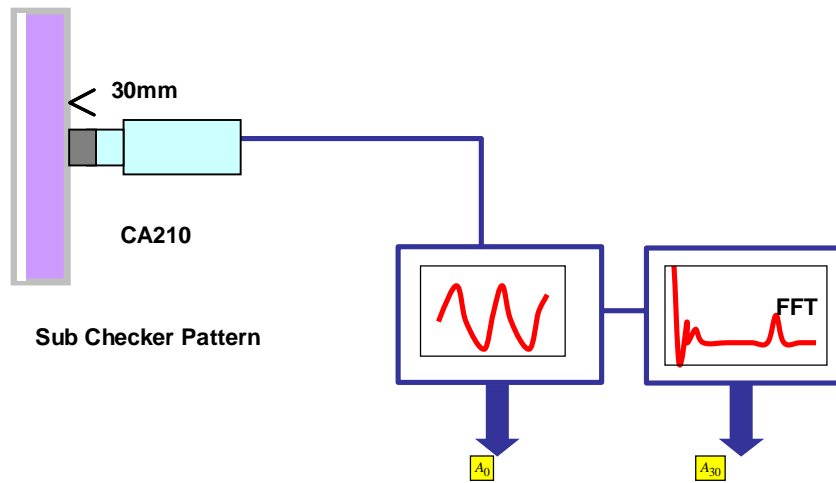 30mm
CA210
Sub Checker Pattern
FFT
A₀
A₃₀